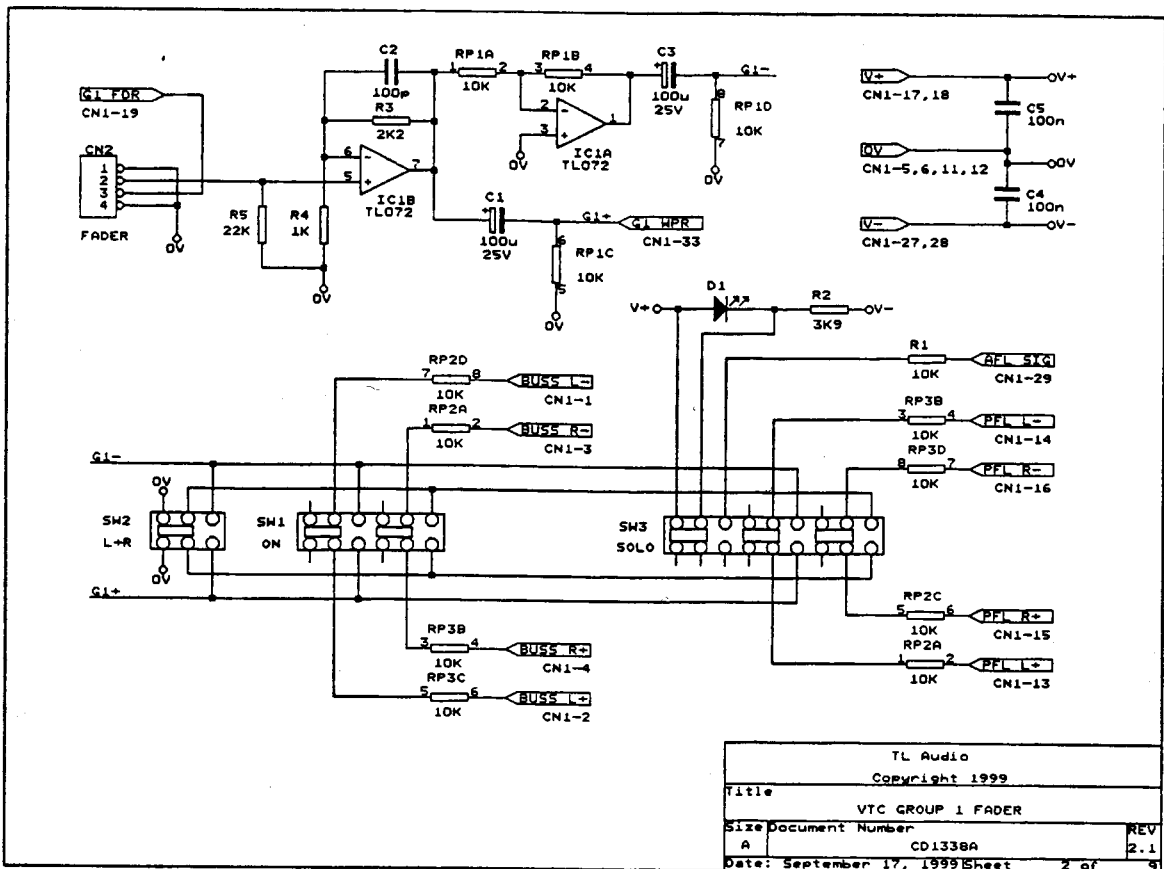 G1 FDR
CN1-19
CN2
1
2
3
4
FADER
0V
R5
22K
R4
1K
0V
C2
100p
R3
2K2
6
5
7
IC1B
TL072
1 RP1A 2
10K
3 RP1B 4
10K
2
3
1
0V
IC1A
TL072
C3
100u
25V
G1-
8
RP1D
10K
7
0V
C1
100u
25V
G1+
G1 WPR
CN1-33
6
RP1C
10K
5
0V
V+
CN1-17,18
0V+
C5
100n
0V
CN1-5,6,11,12
0V
C4
100n
V-
CN1-27,28
V-
V+
D1
R2
3K9
V-
R1
10K
AFL SIG
CN1-29
RP3B
3 4
10K
PFL L-
CN1-14
RP3D
8 7
10K
PFL R-
CN1-16
RP2D
7 8
10K
BUSS L-
CN1-1
RP2A
1 2
10K
BUSS R-
CN1-3
G1-
0V
SW2
L+R
0V
SW1
ON
SW3
SOLO
G1+
RP3B
3 4
10K
BUSS R+
CN1-4
RP3C
5 6
10K
BUSS L+
CN1-2
RP2C
5 6
10K
PFL R+
CN1-15
RP2A
1 2
10K
PFL L+
CN1-13
TL Audio
Copyright 1999
Title
VTC GROUP 1 FADER
Size Document Number REV
A CD1338A 2.1
Date: September 17, 1999 Sheet 2 of 9